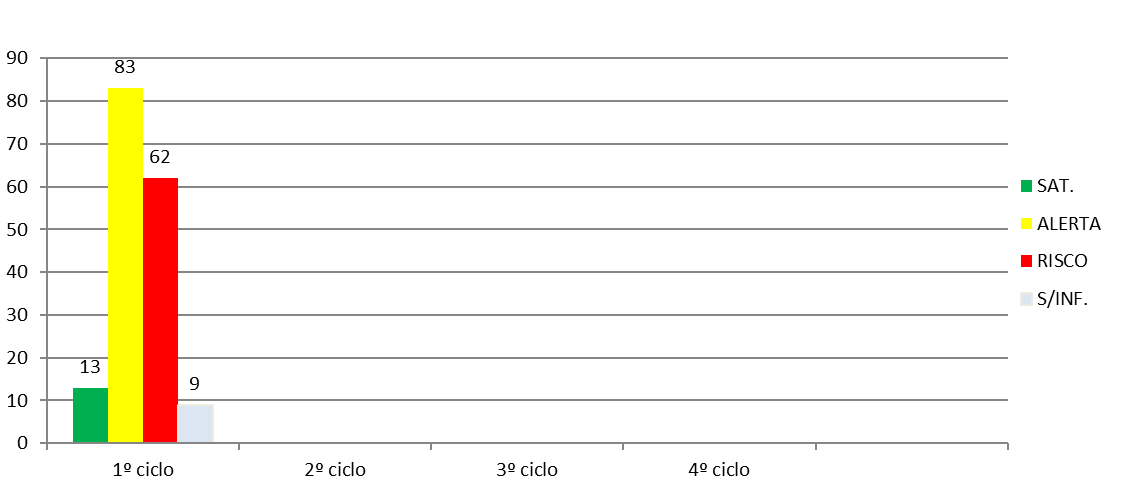 90
80
70
60
50
40
30
20
10
0
83
62
13
9
1º ciclo
2º ciclo
3º ciclo
4º ciclo
SAT.
ALERTA
RISCO
S/INF.